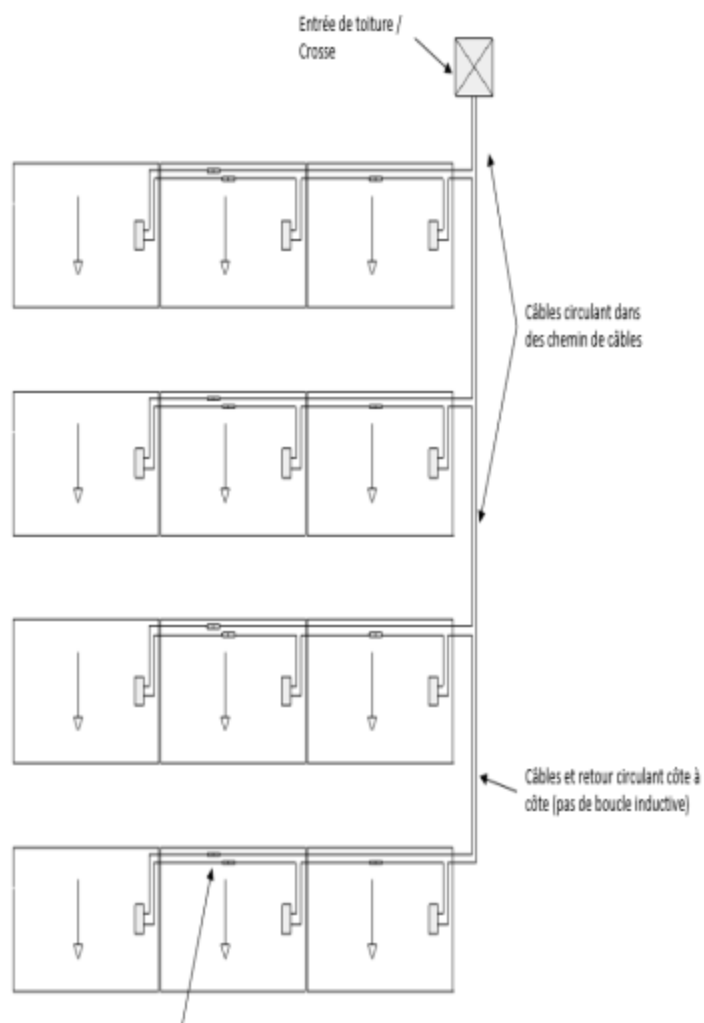 Entrée de toiture /
Crosse
Câbles circulant dans
des chemin de câbles
Câbles et retour circulant côte à
côte (pas de boucle inductive)